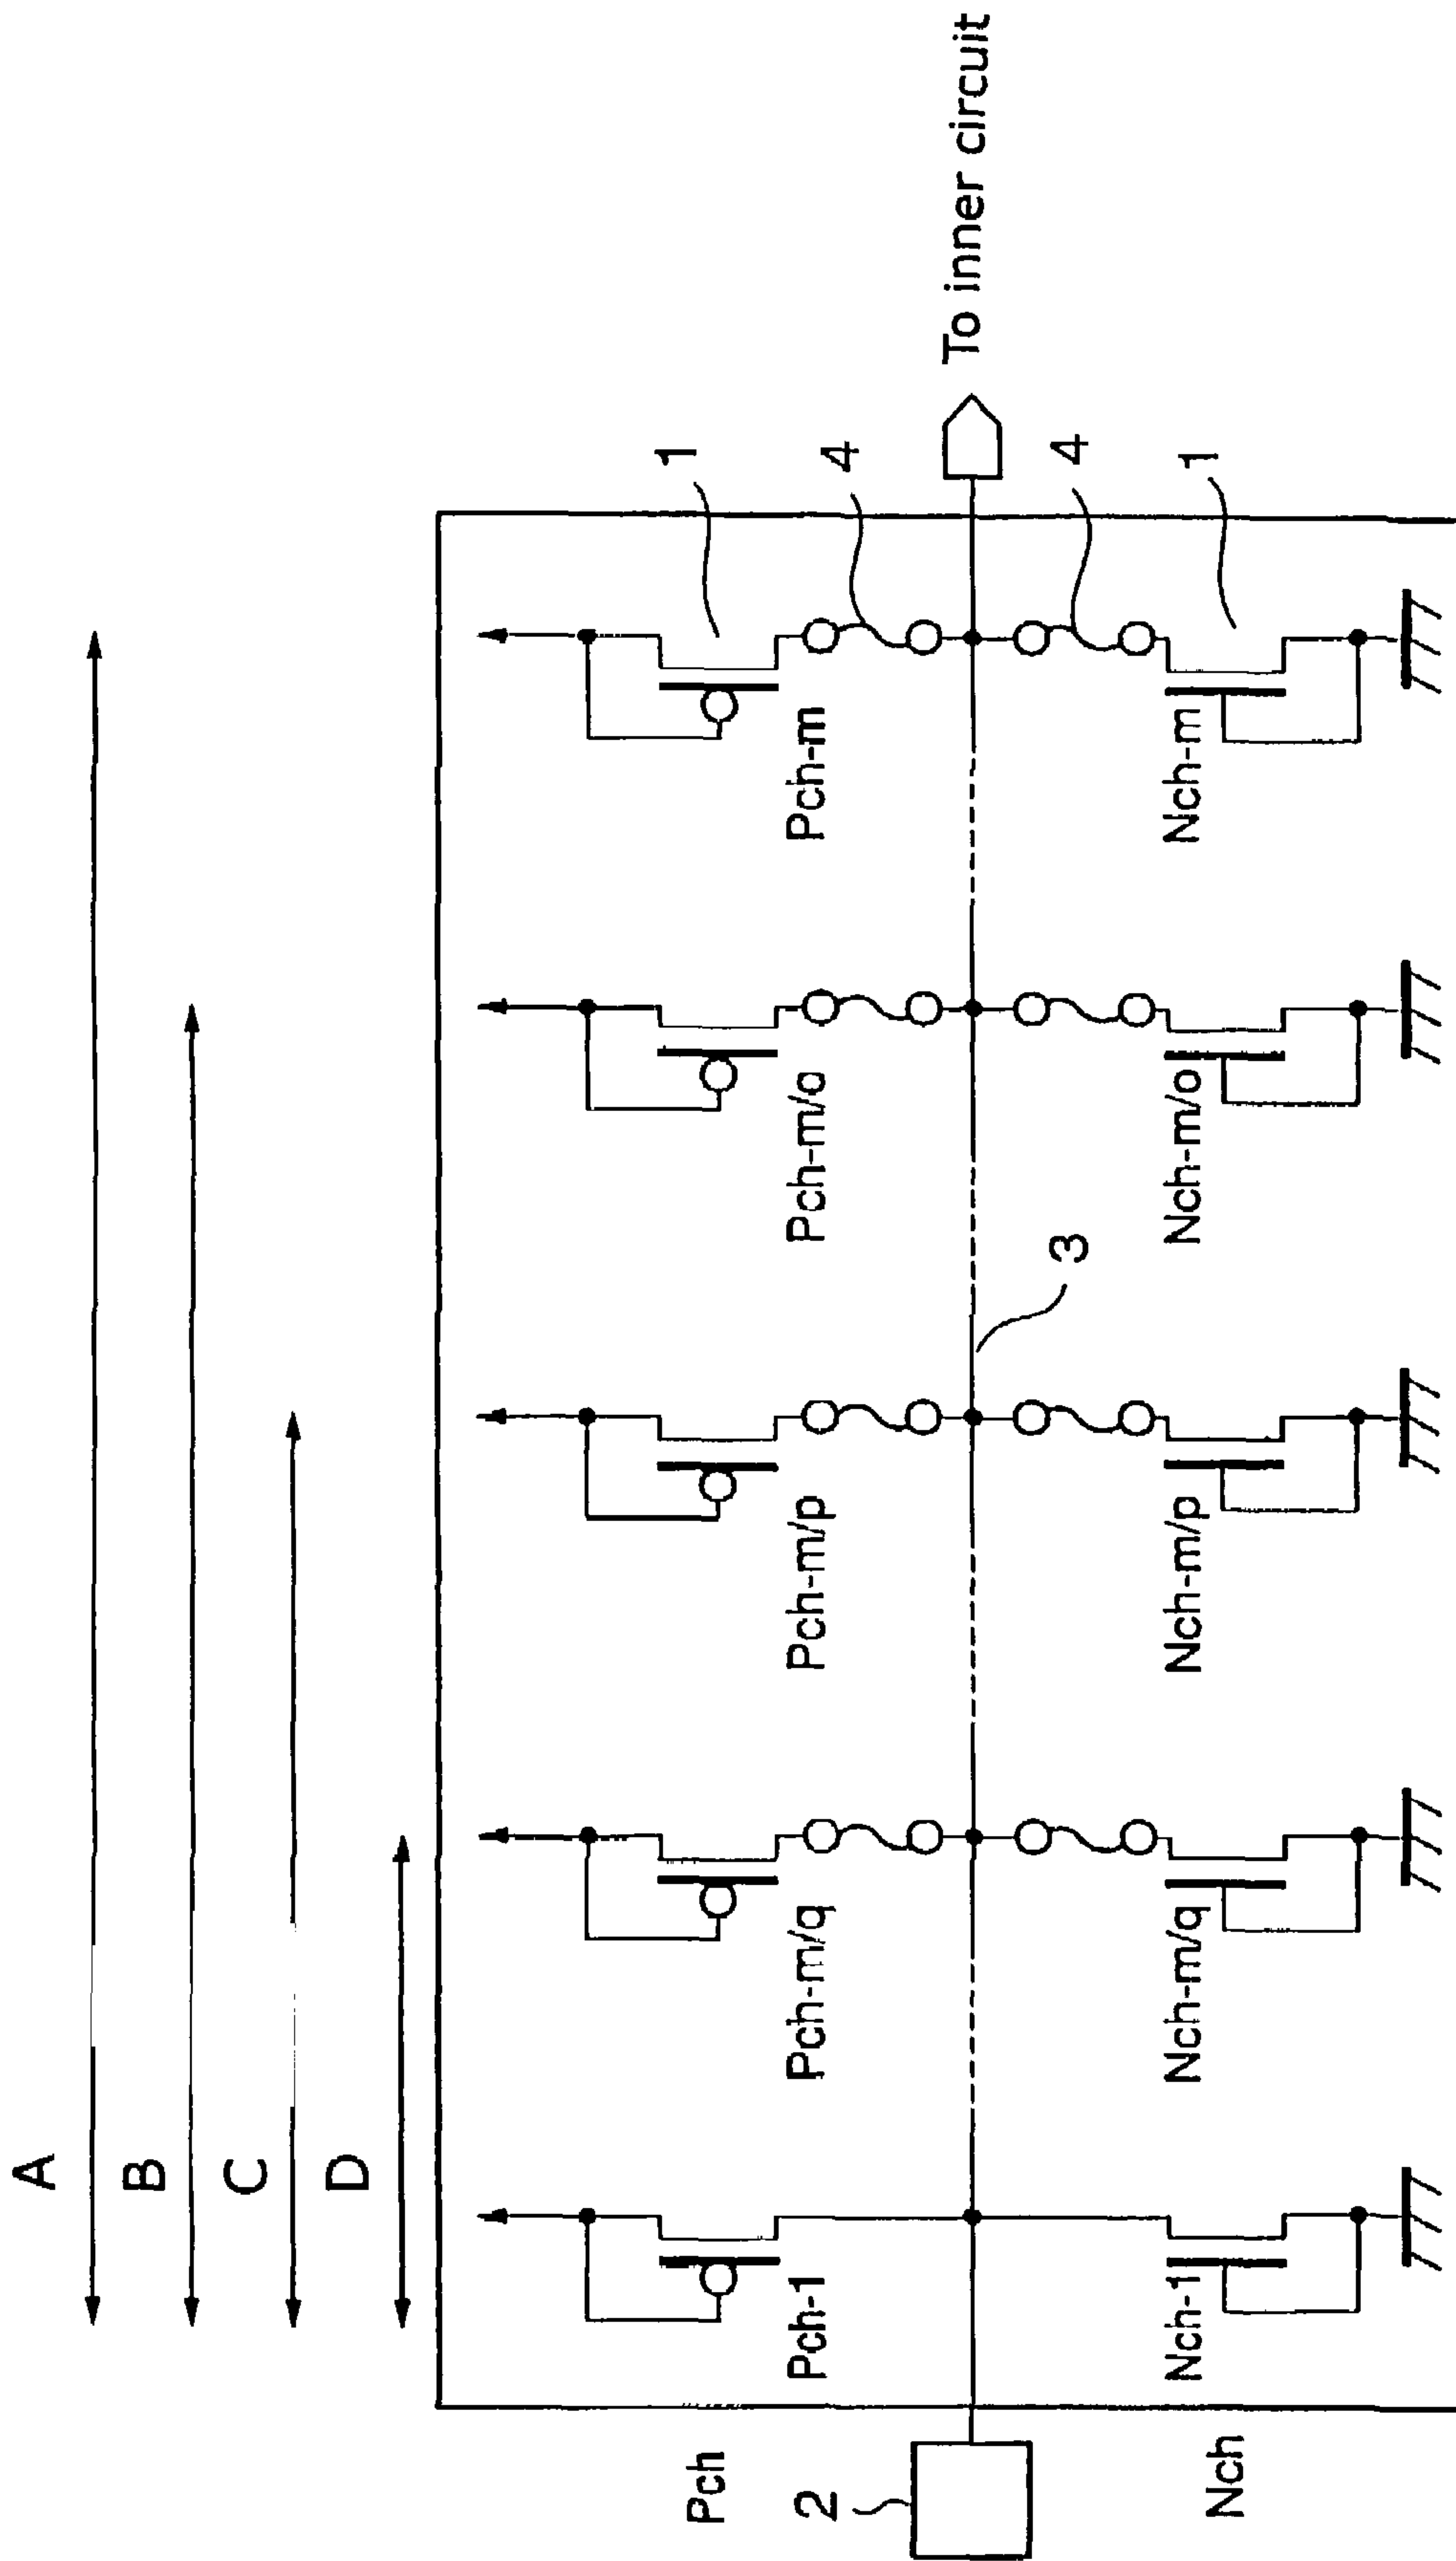 A
B
C
D
Pch
Pch-1
Pch-m/q
Pch-m/p
Pch-m/o
Pch-m
1
4
2
3
To inner circuit
4
1
Nch
Nch-1
Nch-m/q
Nch-m/p
Nch-m/o
Nch-m